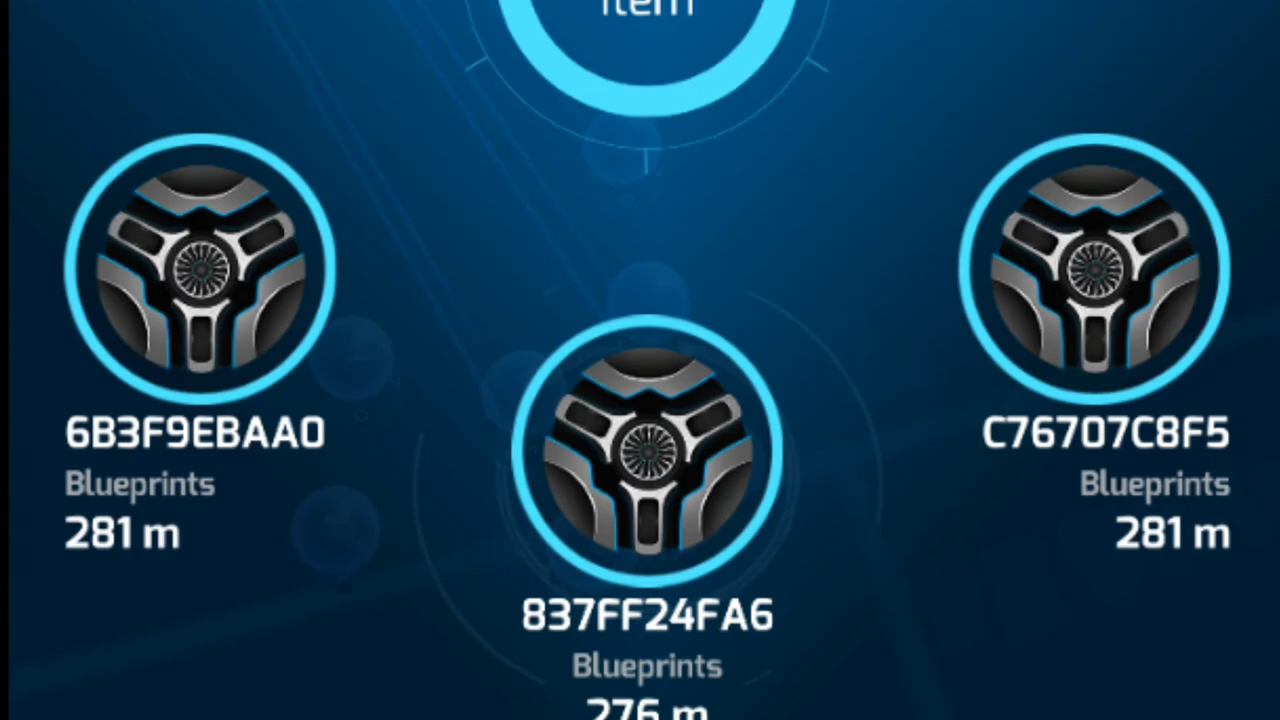 Item
6B3F9EBAA0
Blueprints
281 m
C76707C8F5
Blueprints
281 m
837FF24FA6
Blueprints
276 m